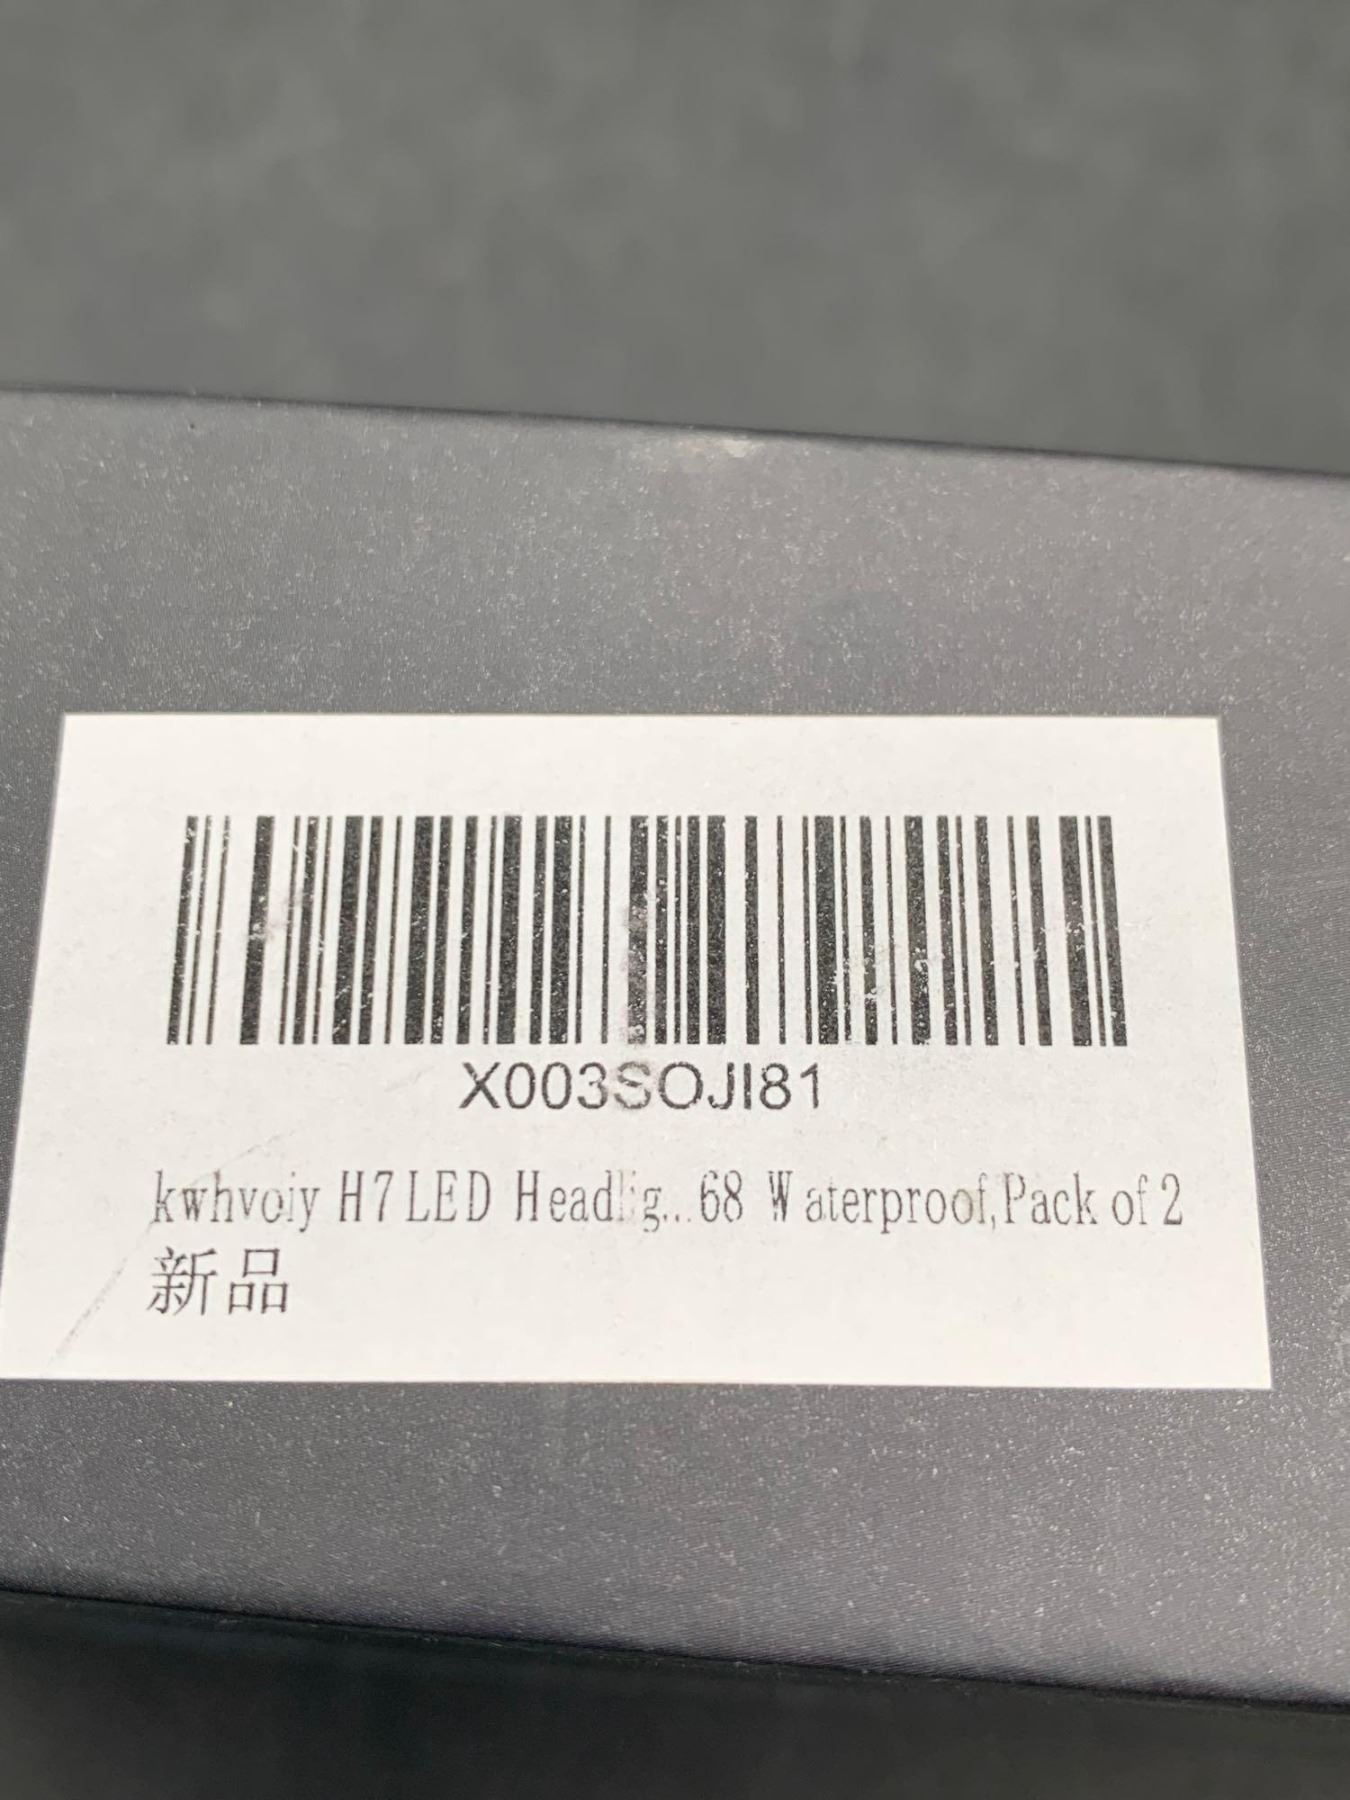 X003SOJI81
kwhvoiy H7 LED Headlig...68 Waterproof,Pack of 2
新品